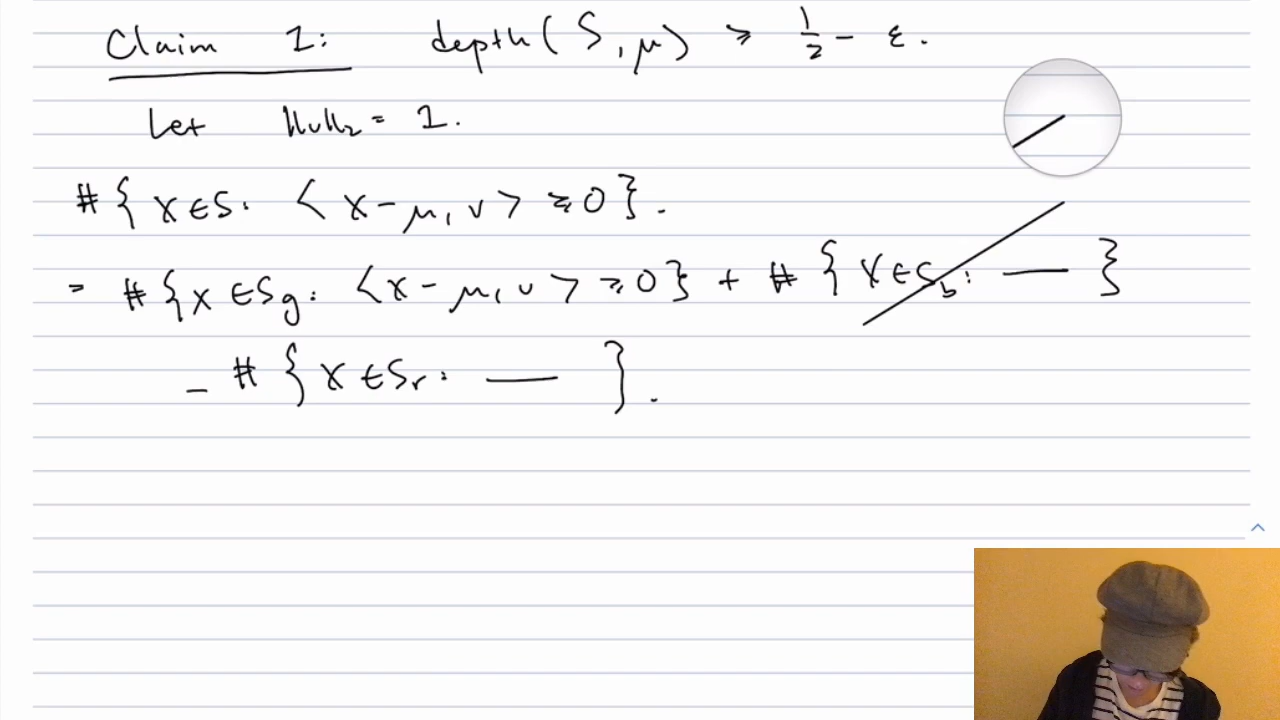 Claim 1: depth(S, μ) ≥ 1/2 - ε.
Let ||v||₂ = 1.
# { x ∈ S: < x - μ, v > ≥ 0 }.
= # { x ∈ S_g: < x - μ, v > ≥ 0 } + # { x ∈ S_b: — }
- # { x ∈ S_r: — }.